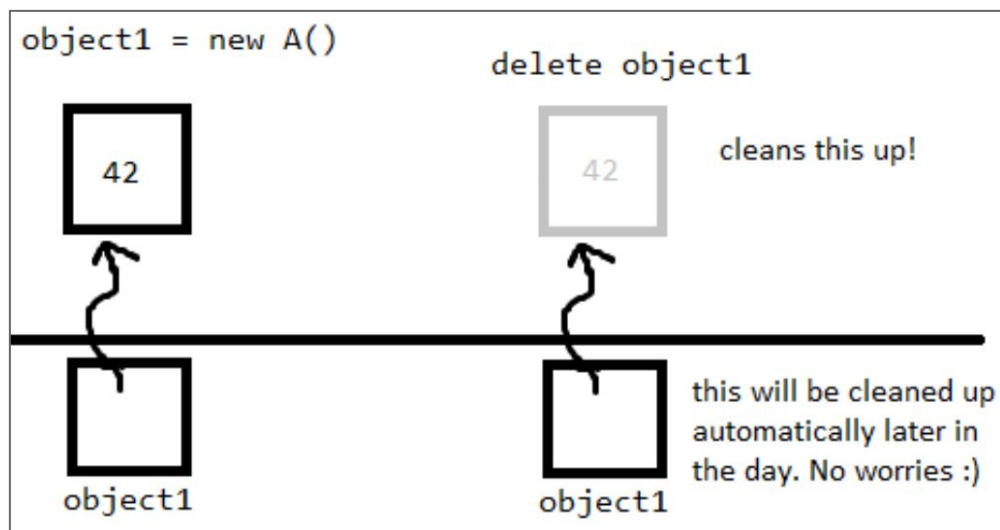 object1 = new A()
delete object1
42
42
cleans this up!
this will be cleaned up
automatically later in
the day. No worries :)
object1
object1